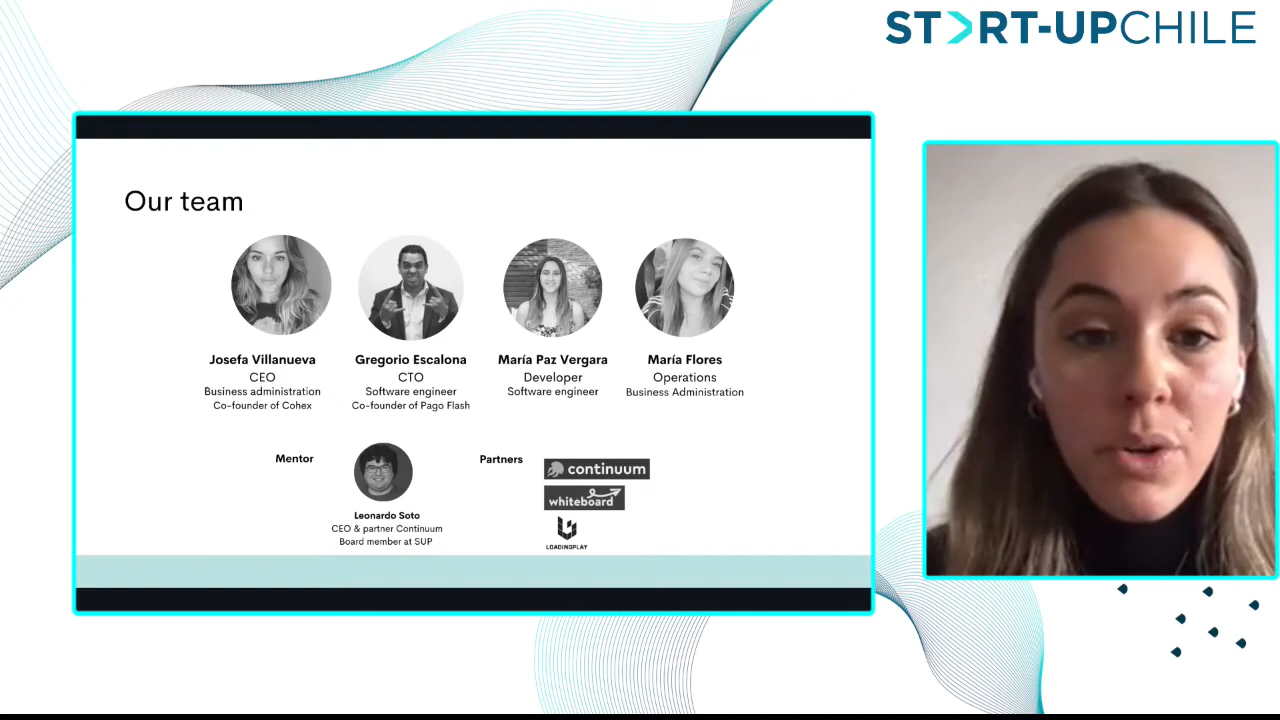 START-UPCHILE
Our team
Josefa Villanueva
CEO
Business administration
Co-founder of Cohex
Gregorio Escalona
CTO
Software engineer
Co-founder of Pago Flash
María Paz Vergara
Developer
Software engineer
María Flores
Operations
Business Administration
Mentor
Leonardo Soto
CEO & partner Continuum
Board member at SUP
Partners
continuum
whiteboard
LOADINGPLAY